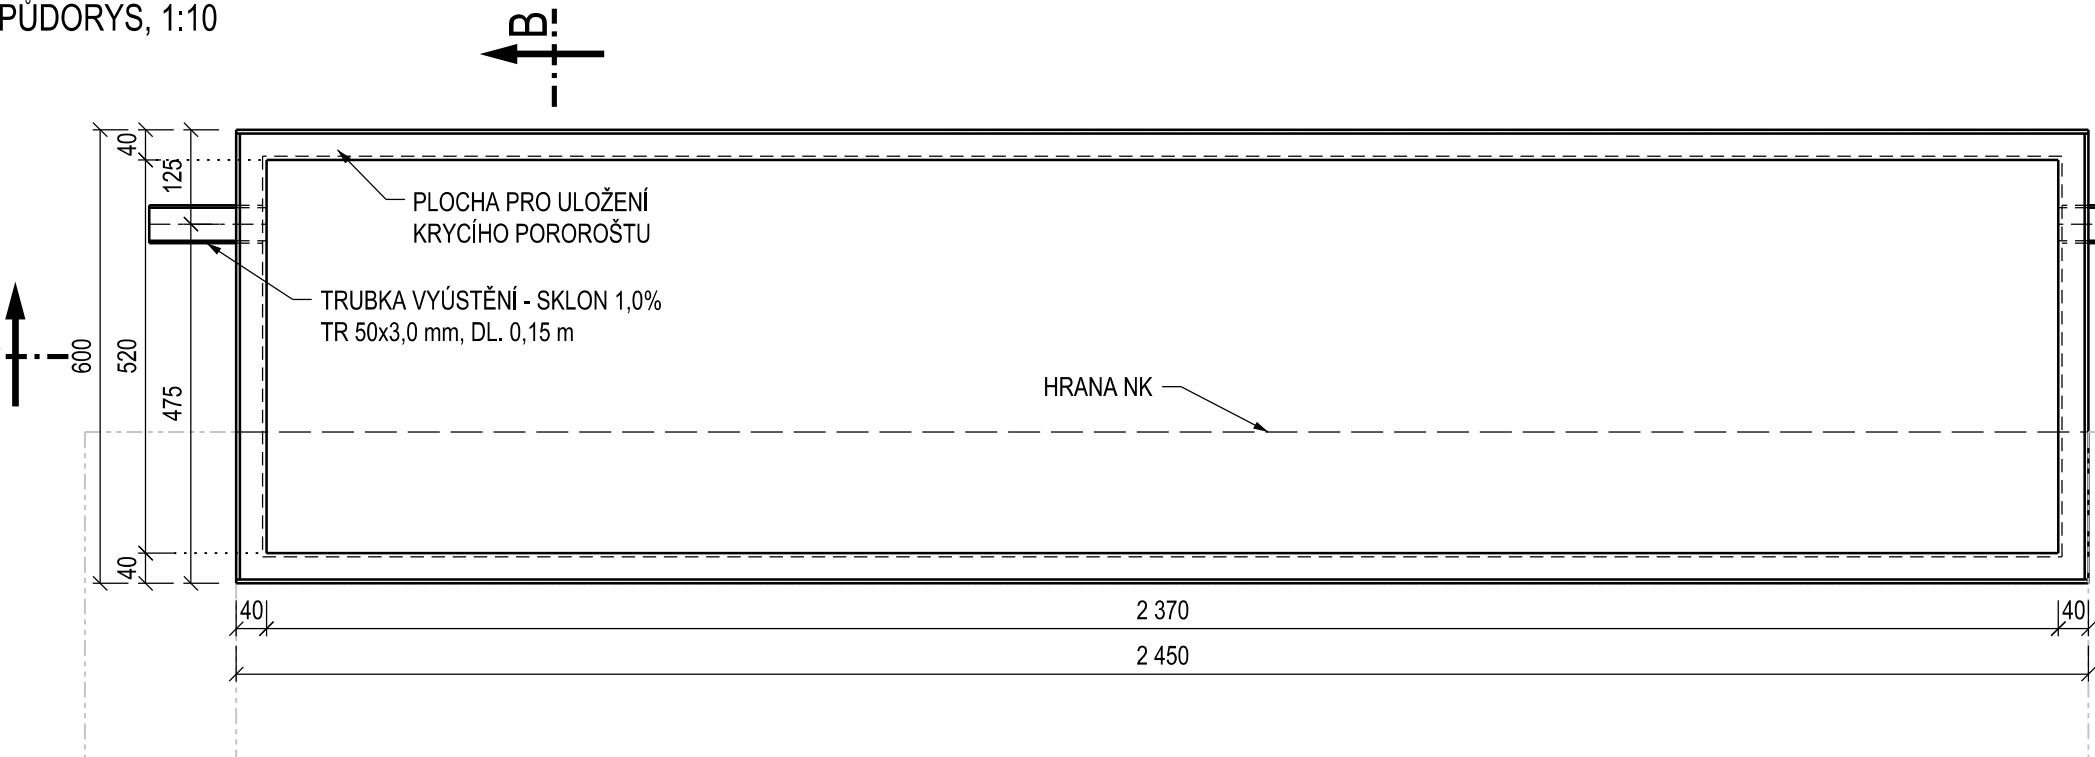 PŮDORYS, 1:10
B
40
125
PLOCHA PRO ULOŽENÍ
KRYCÍHO POROROŠTU
TRUBKA VYÚSTĚNÍ - SKLON 1,0%
TR 50x3,0 mm, DL. 0,15 m
600
520
475
HRANA NK
40
40
2 370
40
2 450